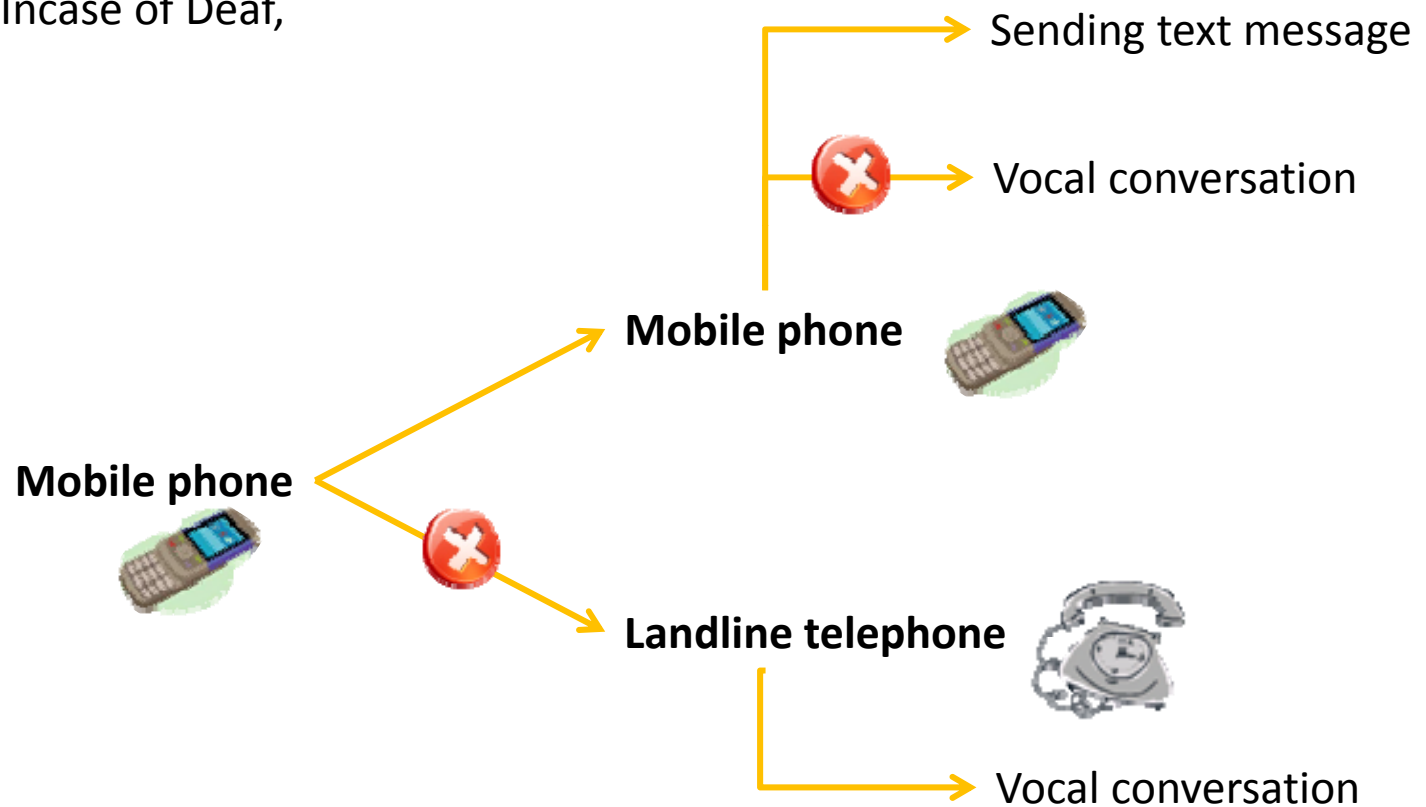 Incase of Deaf,
Sending text message
Vocal conversation
Mobile phone
Mobile phone
Landline telephone
Vocal conversation